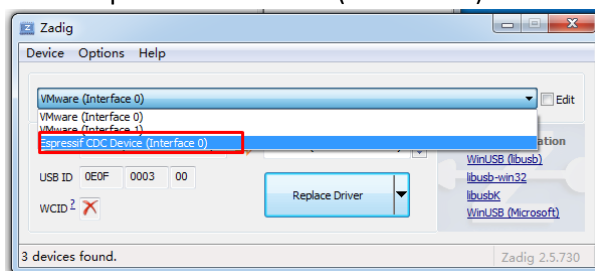 Zadig
Device Options Help
VMware (Interface 0)
Edit
VMware (Interface 0)
VMware (Interface 1)
Espressif CDC Device (Interface 0)
ation
WinUSB (libusb)
USB ID 0E0F 0003 00
libusb-win32
Replace Driver
libusbK
WCID ?
WinUSB (Microsoft)
3 devices found.
Zadig 2.5.730